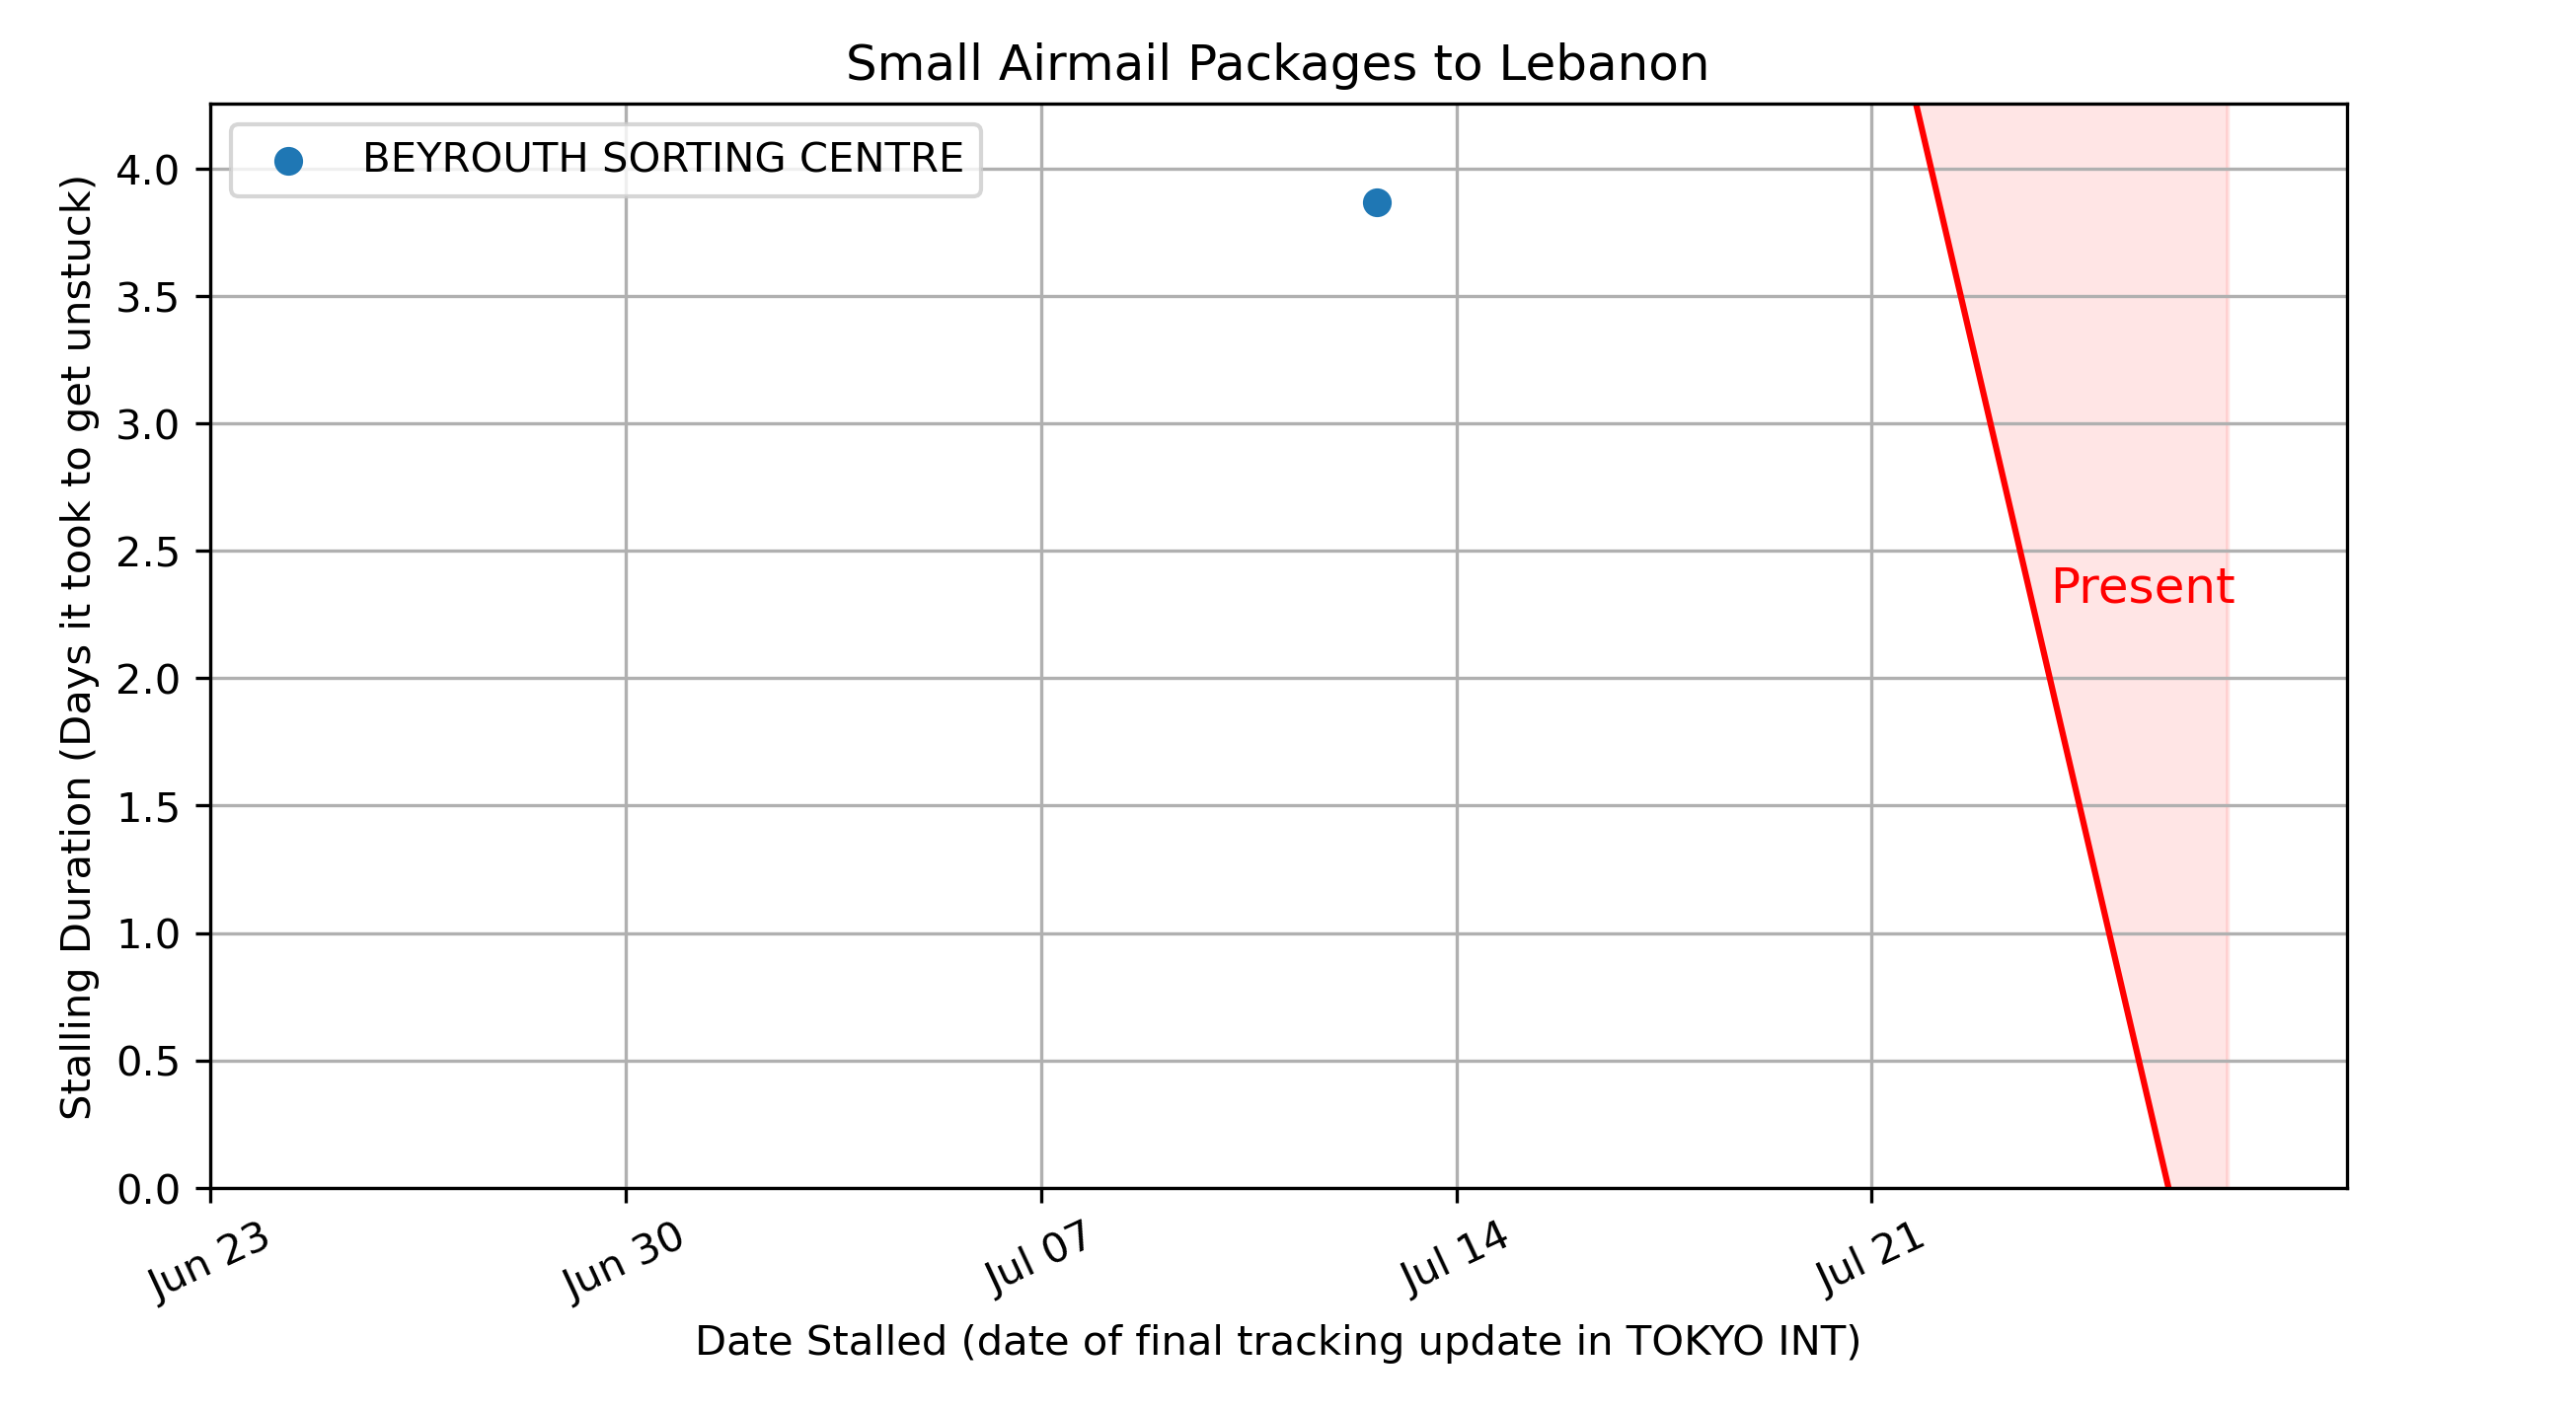 Small Airmail Packages to Lebanon
BEYROUTH SORTING CENTRE
Stalling Duration (Days it took to get unstuck)
4.0
3.5
3.0
2.5
2.0
1.5
1.0
0.5
0.0
Present
Jun 23
Jun 30
Jul 07
Jul 14
Jul 21
Date Stalled (date of final tracking update in TOKYO INT)